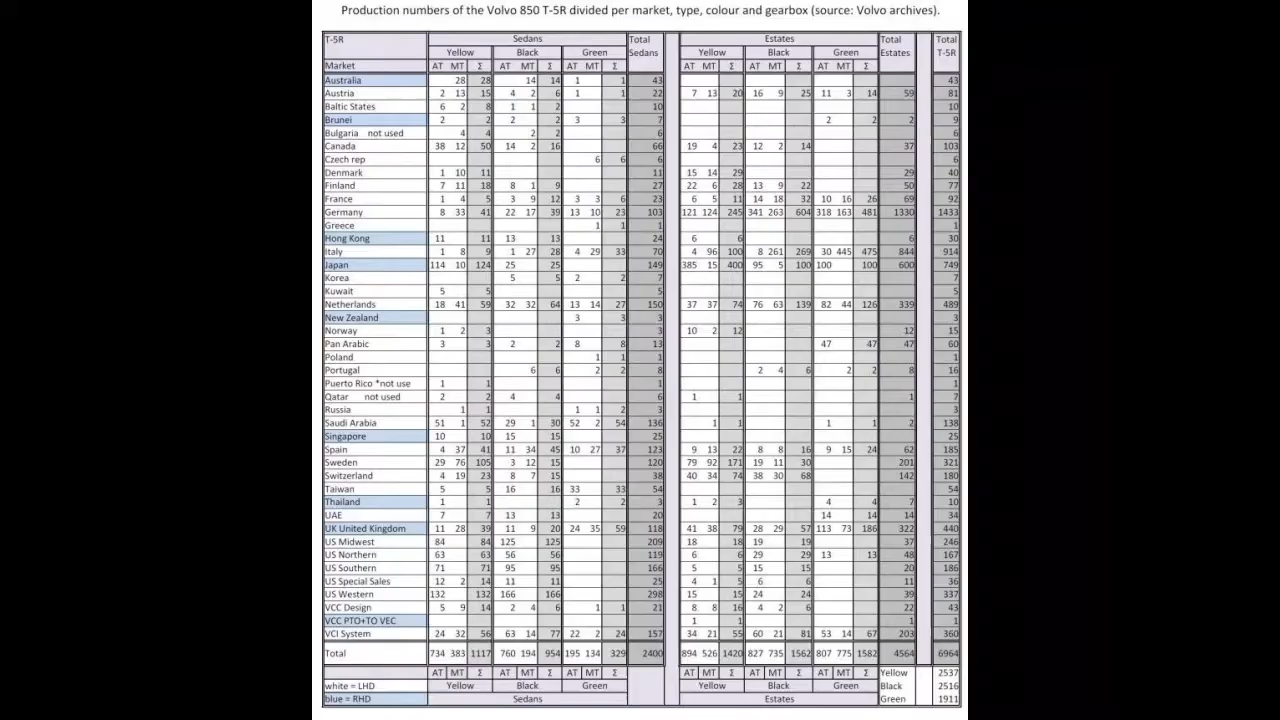 Production numbers of the Volvo 850 T-5R divided per market, type, colour and gearbox (source: Volvo archives).
T-5R Sedans Total Estates Total Total
Yellow Black Green Sedans Yellow Black Green Estates T-5R
Market AT MT Σ AT MT Σ AT MT Σ AT MT Σ AT MT Σ AT MT Σ
Australia 28 28 14 14 1 1 43 43
Austria 2 13 15 4 2 6 1 1 22 7 13 20 16 9 25 11 3 14 59 81
Baltic States 6 2 8 1 1 2 10 10
Brunei 2 2 2 2 3 3 7 2 2 2 9
Bulgaria not used 4 4 2 2 6 6
Canada 38 12 50 14 2 16 66 19 4 23 12 2 14 37 103
Czech rep 6 6 6 6
Denmark 1 10 11 11 15 14 29 29 40
Finland 7 11 18 8 1 9 27 22 6 28 13 9 22 50 77
France 1 4 5 3 9 12 3 3 6 23 6 5 11 14 18 32 10 16 26 69 92
Germany 8 33 41 22 17 39 13 10 23 103 121 124 245 341 263 604 318 163 481 1330 1433
Greece 1 1 1 1
Hong Kong 11 11 13 13 24 6 6 6 30
Italy 1 8 9 1 27 28 4 29 33 70 4 96 100 8 261 269 30 445 475 844 914
Japan 114 10 124 25 25 149 385 15 400 95 5 100 100 100 600 749
Korea 5 5 2 2 7 7
Kuwait 5 5 5 5
Netherlands 18 41 59 32 32 64 13 14 27 150 37 37 74 76 63 139 82 44 126 339 489
New Zealand 3 3 3 3
Norway 1 2 3 3 10 2 12 12 15
Pan Arabic 3 3 2 2 8 8 13 47 47 47 60
Poland 1 1 1 1
Portugal 6 6 2 2 8 2 4 6 2 2 8 16
Puerto Rico *not use 1 1 1 1
Qatar not used 2 2 4 4 6 1 1 1 7
Russia 1 1 1 1 2 3 3
Saudi Arabia 51 1 52 29 1 30 52 2 54 136 1 1 1 1 2 138
Singapore 10 10 15 15 25 25
Spain 4 37 41 11 34 45 10 27 37 123 9 13 22 8 8 16 9 15 24 62 185
Sweden 29 76 105 3 12 15 120 79 92 171 19 11 30 201 321
Switzerland 4 19 23 8 7 15 38 40 34 74 38 30 68 142 180
Taiwan 5 5 16 16 33 33 54 54
Thailand 1 1 2 2 3 1 2 3 4 4 7 10
UAE 7 7 13 13 20 14 14 14 34
UK United Kingdom 11 28 39 11 9 20 24 35 59 118 41 38 79 28 29 57 113 73 186 322 440
US Midwest 84 84 125 125 209 18 18 19 19 37 246
US Northern 63 63 56 56 119 6 6 29 29 13 13 48 167
US Southern 71 71 95 95 166 5 5 15 15 20 186
US Special Sales 12 2 14 11 11 25 4 1 5 6 6 11 36
US Western 132 132 166 166 298 15 15 24 24 39 337
VCC Design 5 9 14 2 4 6 1 1 21 8 8 16 4 2 6 22 43
VCC PTO+TO VEC 1 1 1 1
VCI System 24 32 56 63 14 77 22 2 24 157 34 21 55 60 21 81 53 14 67 203 360
Total 734 383 1117 760 194 954 195 134 329 2400 894 526 1420 827 735 1562 807 775 1582 4564 6964
AT MT Σ AT MT Σ AT MT Σ AT MT Σ AT MT Σ AT MT Σ Yellow 2537
white = LHD Yellow Black Green Yellow Black Green Black 2516
blue = RHD Sedans Estates Green 1911